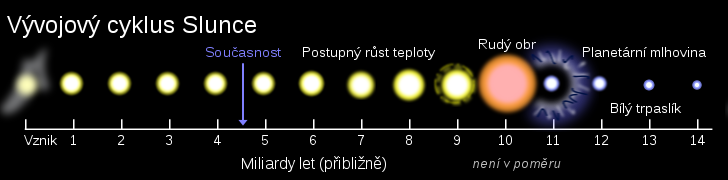 Vývojový cyklus Slunce
Současnost
Postupný růst teploty
Rudý obr
Planetární mlhovina
Bílý trpaslík
Vznik 1 2 3 4 5 6 7 8 9 10 11 12 13 14
Miliardy let (přibližně)
není v poměru